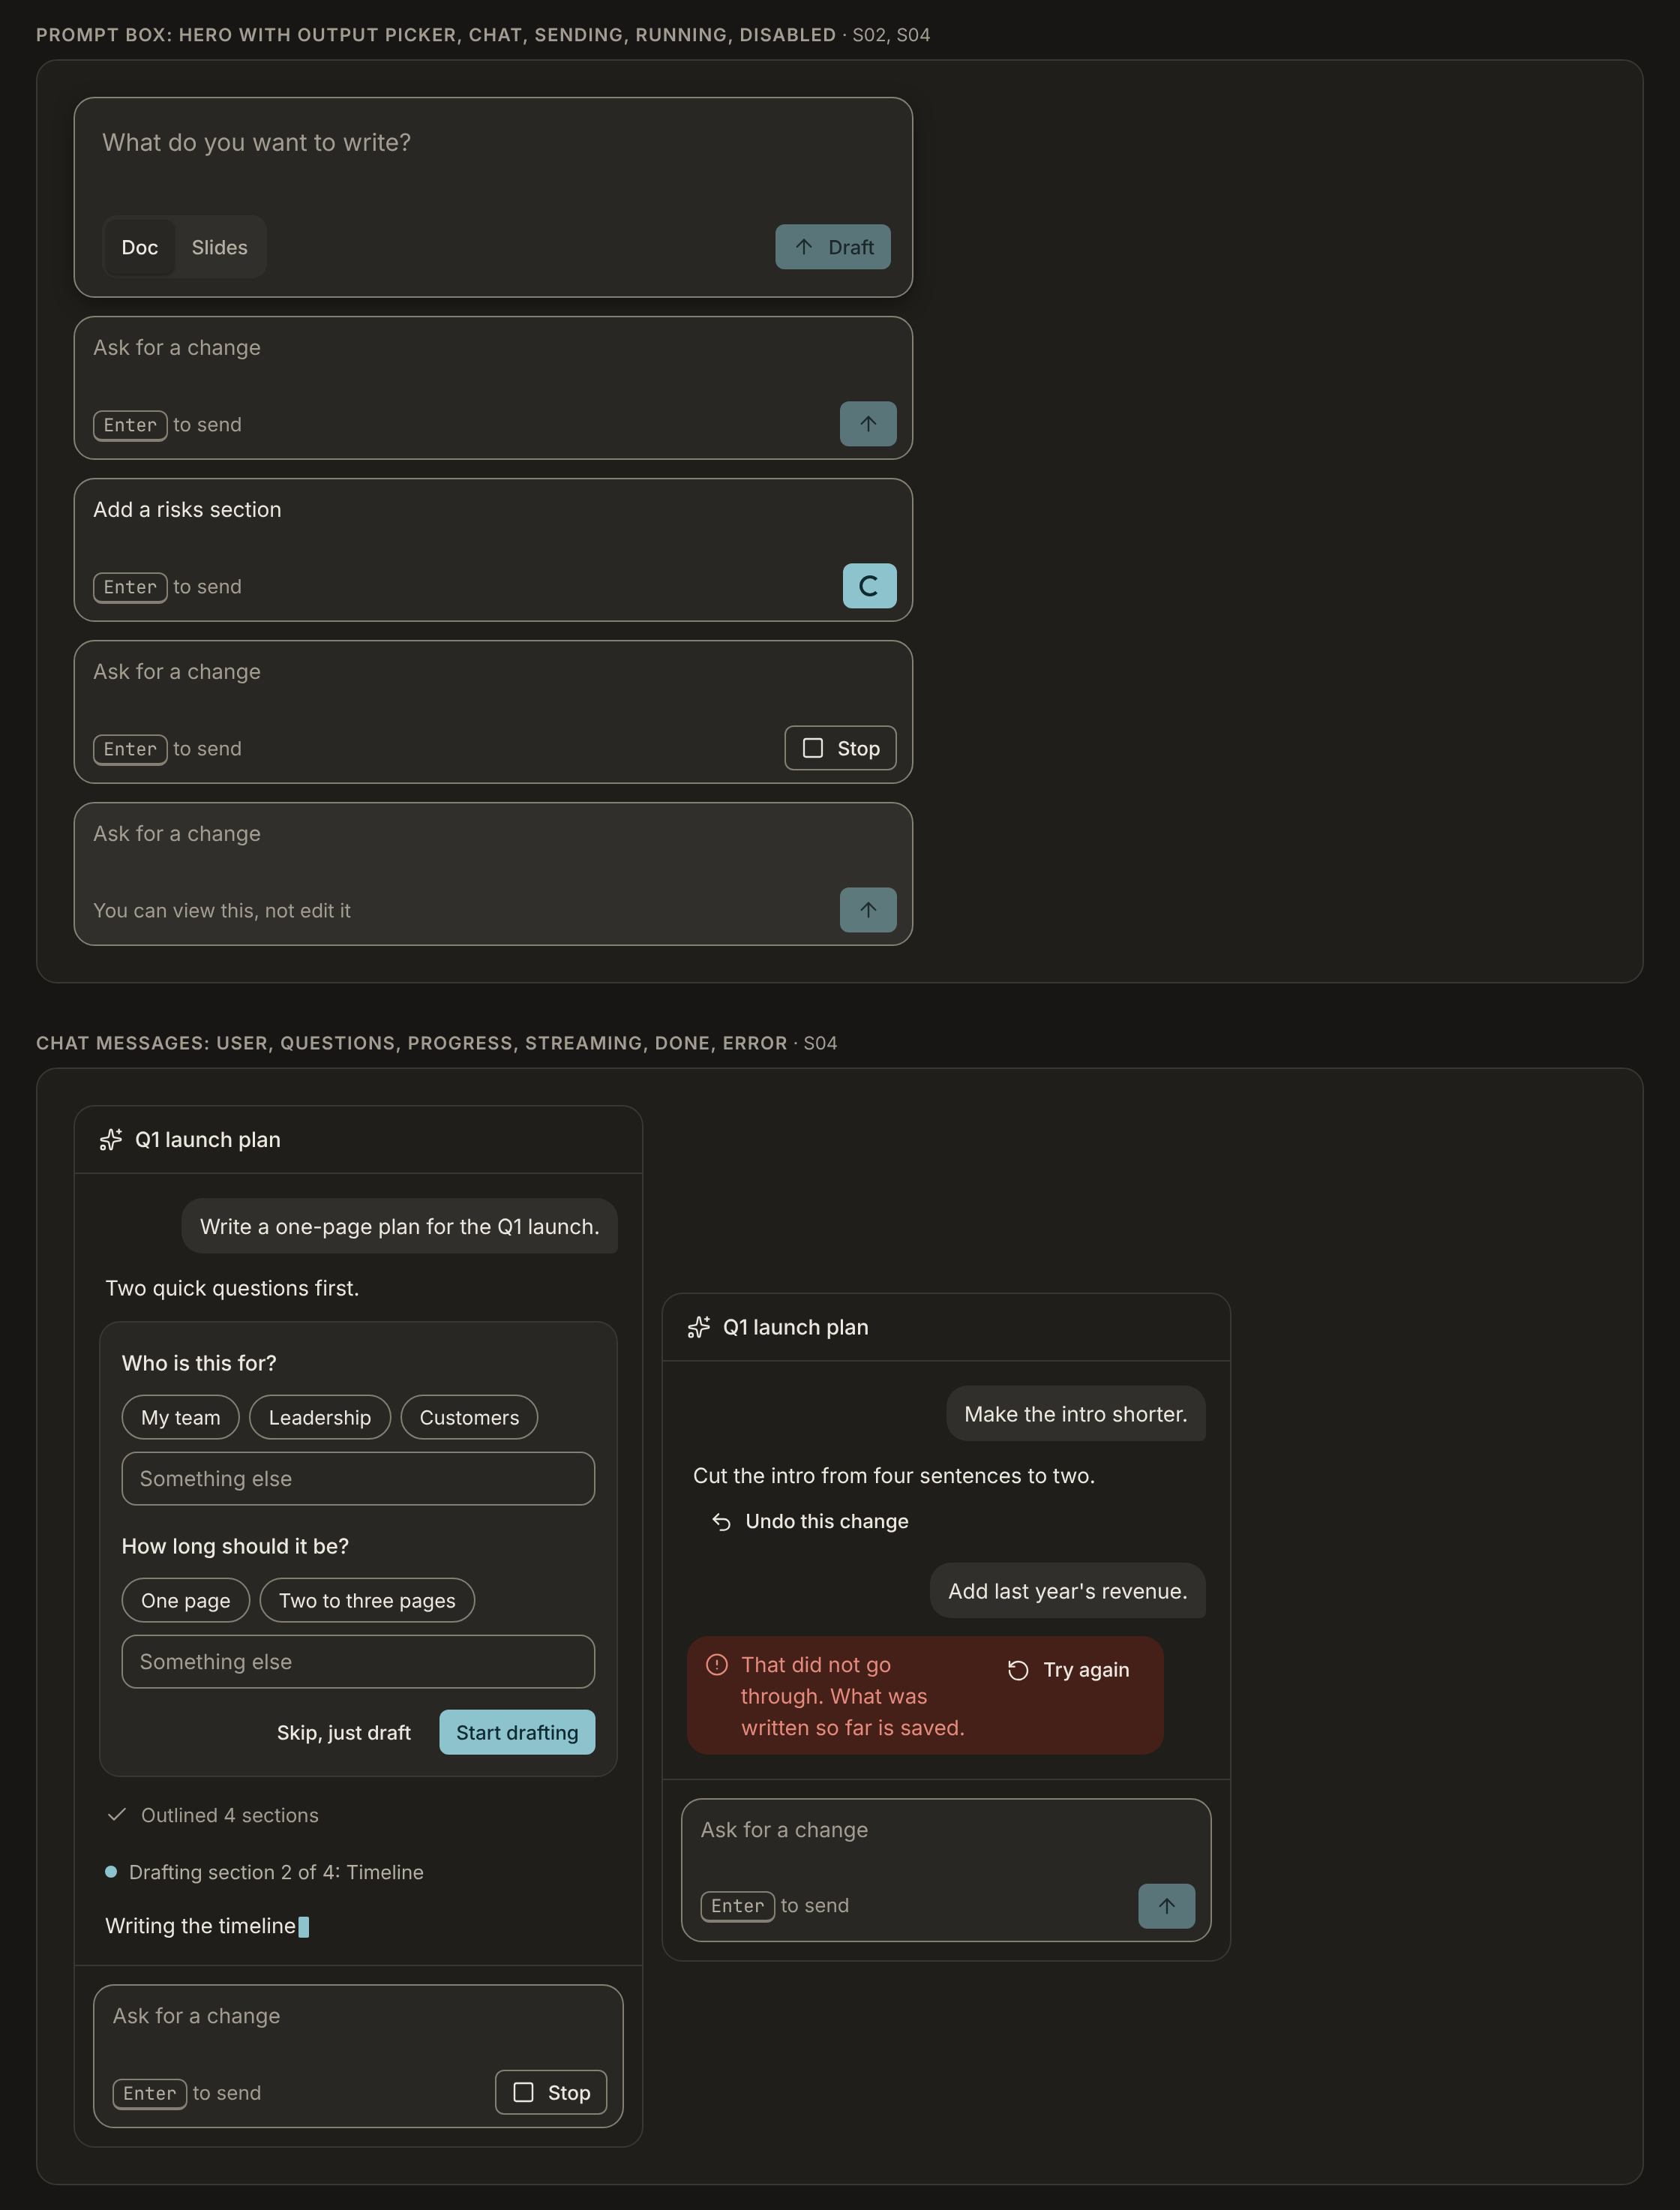 PROMPT BOX: HERO WITH OUTPUT PICKER, CHAT, SENDING, RUNNING, DISABLED · S02, S04
What do you want to write?
Doc Slides Draft
Ask for a change
Enter to send
Add a risks section
Enter to send
Ask for a change
Enter to send Stop
Ask for a change
You can view this, not edit it
CHAT MESSAGES: USER, QUESTIONS, PROGRESS, STREAMING, DONE, ERROR · S04
Q1 launch plan
Write a one-page plan for the Q1 launch.
Two quick questions first.
Who is this for?
My team Leadership Customers
Something else
How long should it be?
One page Two to three pages
Something else
Skip, just draft Start drafting
Outlined 4 sections
Drafting section 2 of 4: Timeline
Writing the timeline
Ask for a change
Enter to send Stop
Q1 launch plan
Make the intro shorter.
Cut the intro from four sentences to two.
Undo this change
Add last year's revenue.
That did not go
through. What was
written so far is saved.
Try again
Ask for a change
Enter to send